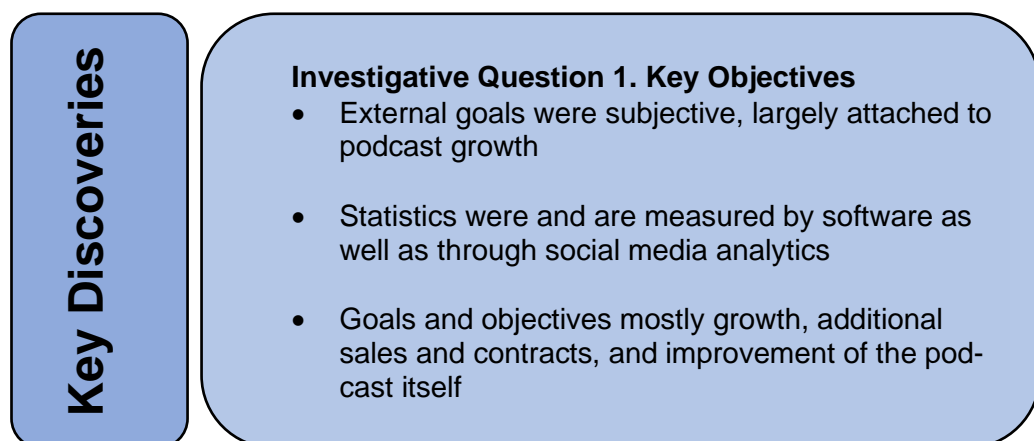 Key Discoveries
Investigative Question 1. Key Objectives
• External goals were subjective, largely attached to
podcast growth
• Statistics were and are measured by software as
well as through social media analytics
• Goals and objectives mostly growth, additional
sales and contracts, and improvement of the pod-
cast itself